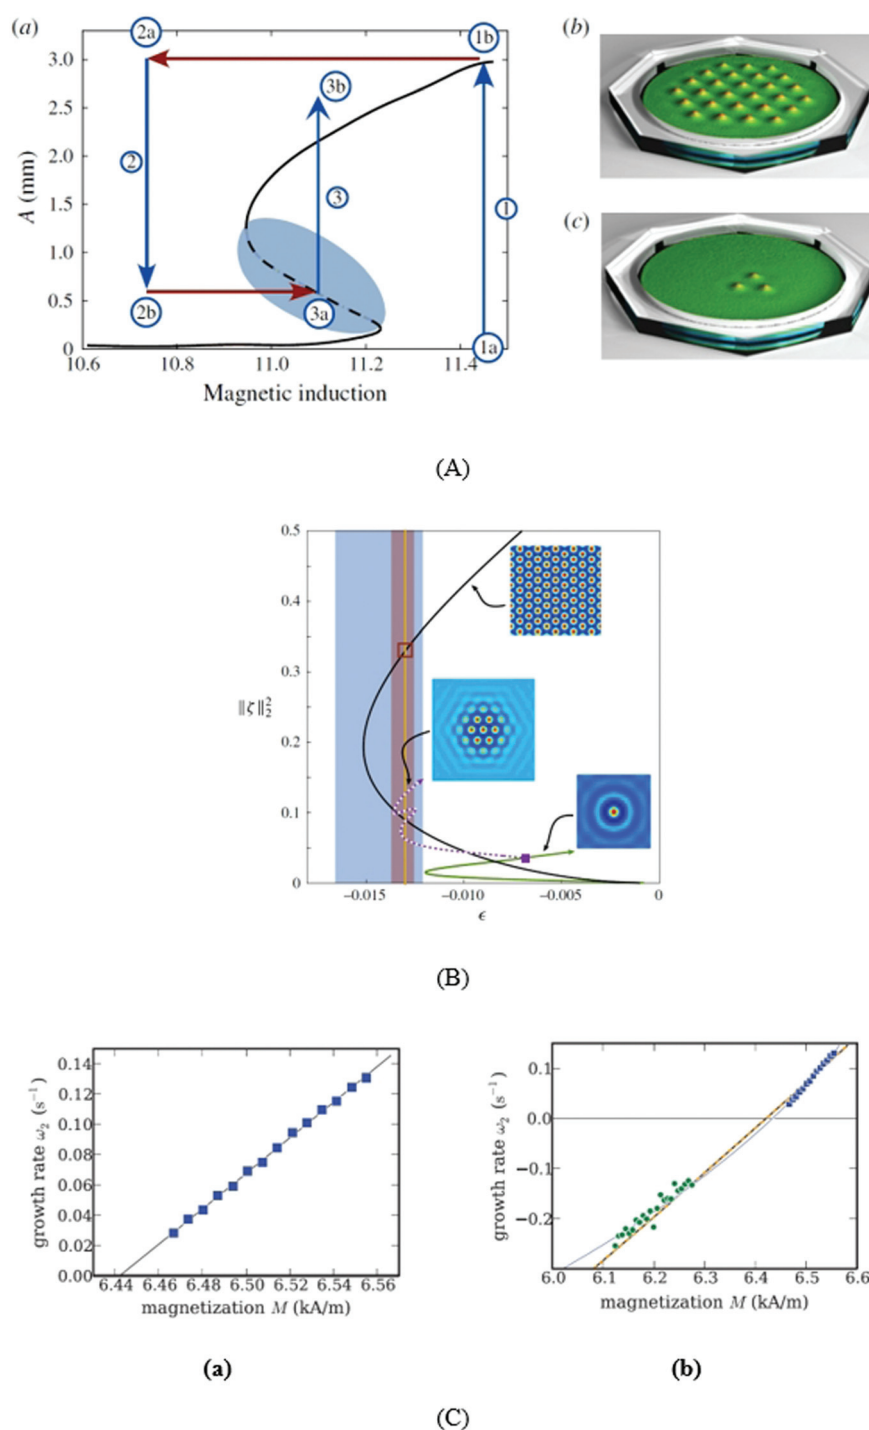 (a)
2a
1b
(b)
3.0
2.5
2.0
1.5
1.0
0.5
0
A (mm)
3b
2
3
1
2b
3a
1a
10.6
10.8
11.0
11.2
11.4
Magnetic induction
(c)
(A)
0.5
0.4
0.3
0.2
0.1
0
‖ζ‖₂²
–0.015
–0.010
–0.005
0
ϵ
(B)
0.14
0.12
0.10
0.08
0.06
0.04
0.02
0.00
growth rate ω₂ (s⁻¹)
6.44 6.46 6.48 6.50 6.52 6.54 6.56
magnetization M (kA/m)
(a)
0.1
0.0
−0.1
−0.2
growth rate ω₂ (s⁻¹)
6.0 6.1 6.2 6.3 6.4 6.5 6.6
magnetization M (kA/m)
(b)
(C)